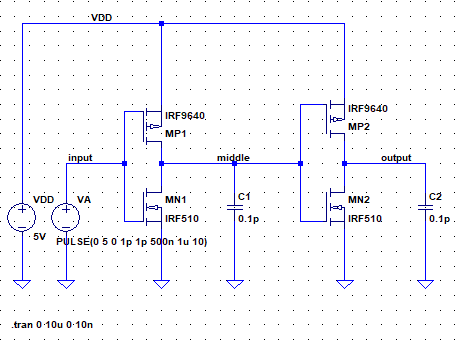 VDD
IRF9640
MP1
IRF9640
MP2
input
middle
output
VDD
5V
VA
PULSE(0 5 0 1p 1p 500n 1u 10)
MN1
IRF510
C1
0.1p
MN2
IRF510
C2
0.1p
.tran 0 10u 0 10n